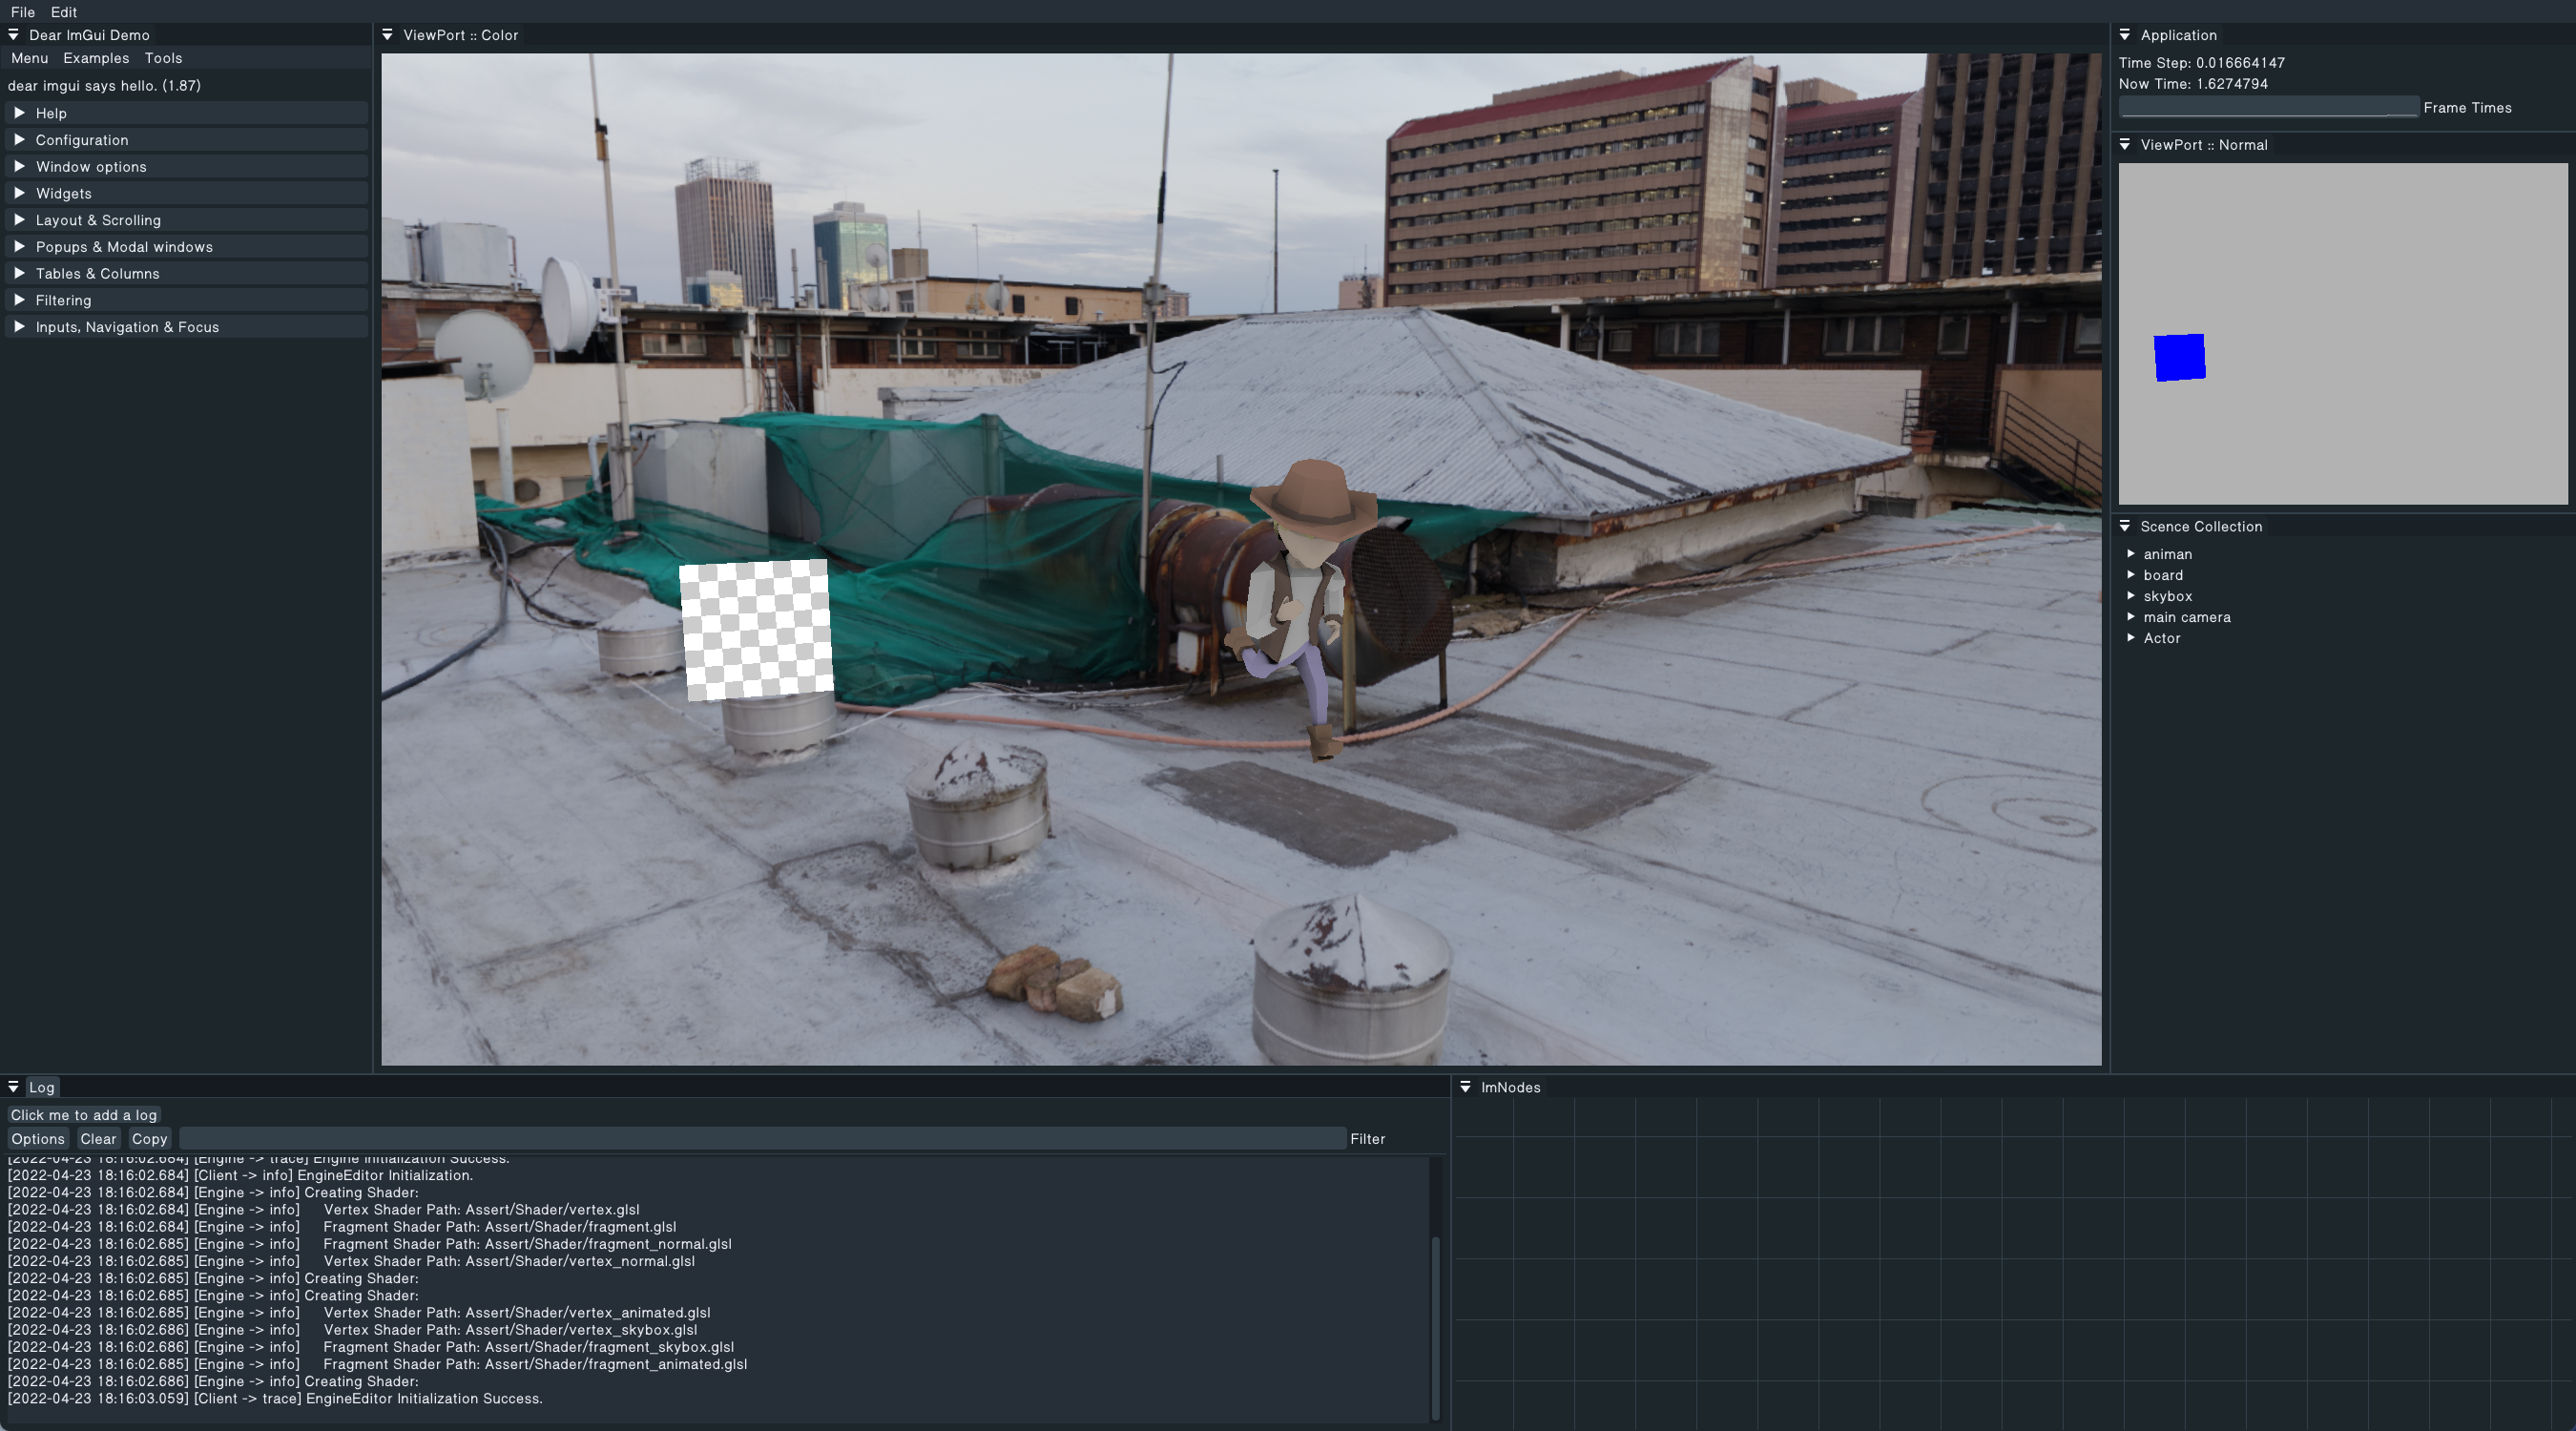 File Edit
Dear ImGui Demo
Menu Examples Tools
dear imgui says hello. (1.87)
Help
Configuration
Window options
Widgets
Layout & Scrolling
Popups & Modal windows
Tables & Columns
Filtering
Inputs, Navigation & Focus
ViewPort :: Color
Application
Time Step: 0.016664147
Now Time: 1.6274794
Frame Times
ViewPort :: Normal
Scence Collection
animan
board
skybox
main camera
Actor
Log
Click me to add a log
Options Clear Copy Filter
[2022-04-23 18:16:02.684] [Engine -> trace] Engine Initialization Success.
[2022-04-23 18:16:02.684] [Client -> info] EngineEditor Initialization.
[2022-04-23 18:16:02.684] [Engine -> info] Creating Shader:
[2022-04-23 18:16:02.684] [Engine -> info] Vertex Shader Path: Assert/Shader/vertex.glsl
[2022-04-23 18:16:02.684] [Engine -> info] Fragment Shader Path: Assert/Shader/fragment.glsl
[2022-04-23 18:16:02.685] [Engine -> info] Fragment Shader Path: Assert/Shader/fragment_normal.glsl
[2022-04-23 18:16:02.685] [Engine -> info] Vertex Shader Path: Assert/Shader/vertex_normal.glsl
[2022-04-23 18:16:02.685] [Engine -> info] Creating Shader:
[2022-04-23 18:16:02.685] [Engine -> info] Creating Shader:
[2022-04-23 18:16:02.685] [Engine -> info] Vertex Shader Path: Assert/Shader/vertex_animated.glsl
[2022-04-23 18:16:02.686] [Engine -> info] Vertex Shader Path: Assert/Shader/vertex_skybox.glsl
[2022-04-23 18:16:02.686] [Engine -> info] Fragment Shader Path: Assert/Shader/fragment_skybox.glsl
[2022-04-23 18:16:02.685] [Engine -> info] Fragment Shader Path: Assert/Shader/fragment_animated.glsl
[2022-04-23 18:16:02.686] [Engine -> info] Creating Shader:
[2022-04-23 18:16:03.059] [Client -> trace] EngineEditor Initialization Success.
ImNodes